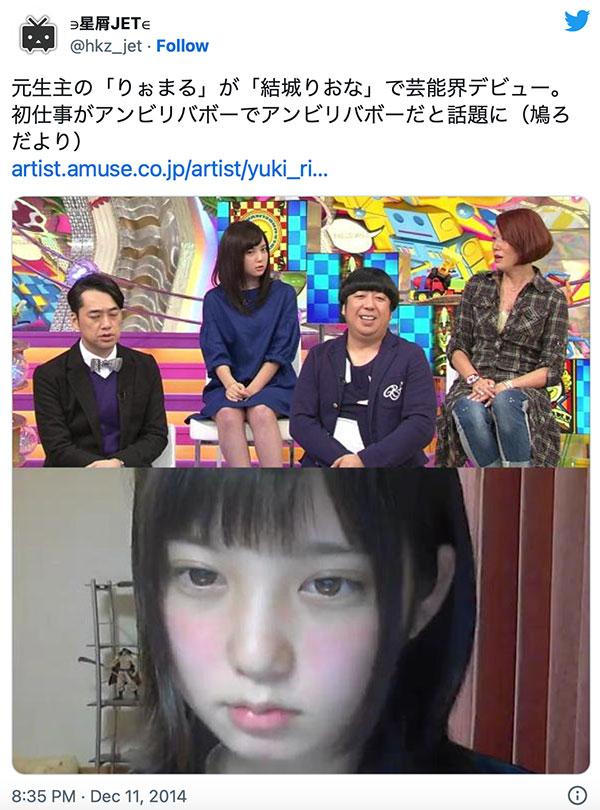 ∍星屑JET∊
@hkz_jet · Follow
元生主の「りぉまる」が「結城りおな」で芸能界デビュー。
初仕事がアンビリバボーでアンビリバボーだと話題に（鳩ろ
だより）
artist.amuse.co.jp/artist/yuki_ri...
8:35 PM · Dec 11, 2014